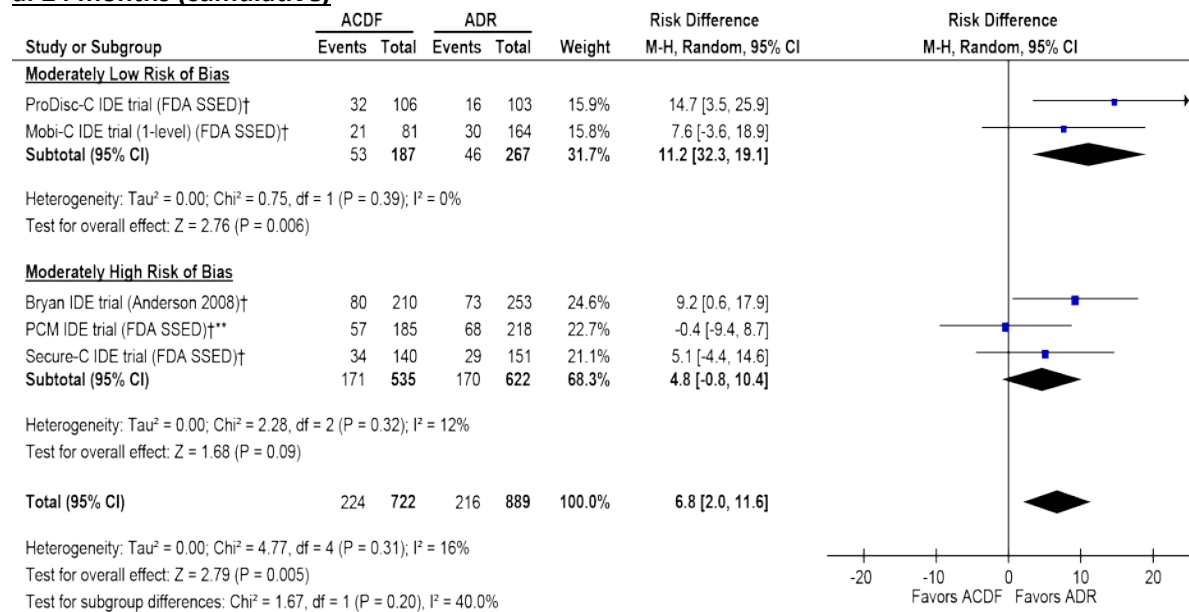 a. 24 months (cumulative)
ACDF ADR Risk Difference Risk Difference
Study or Subgroup Events Total Events Total Weight M-H, Random, 95% CI M-H, Random, 95% CI
Moderately Low Risk of Bias
ProDisc-C IDE trial (FDA SSED)† 32 106 16 103 15.9% 14.7 [3.5, 25.9]
Mobi-C IDE trial (1-level) (FDA SSED)† 21 81 30 164 15.8% 7.6 [-3.6, 18.9]
Subtotal (95% CI) 53 187 46 267 31.7% 11.2 [32.3, 19.1]
Heterogeneity: Tau² = 0.00; Chi² = 0.75, df = 1 (P = 0.39); I² = 0%
Test for overall effect: Z = 2.76 (P = 0.006)
Moderately High Risk of Bias
Bryan IDE trial (Anderson 2008)† 80 210 73 253 24.6% 9.2 [0.6, 17.9]
PCM IDE trial (FDA SSED)†** 57 185 68 218 22.7% -0.4 [-9.4, 8.7]
Secure-C IDE trial (FDA SSED)† 34 140 29 151 21.1% 5.1 [-4.4, 14.6]
Subtotal (95% CI) 171 535 170 622 68.3% 4.8 [-0.8, 10.4]
Heterogeneity: Tau² = 0.00; Chi² = 2.28, df = 2 (P = 0.32); I² = 12%
Test for overall effect: Z = 1.68 (P = 0.09)
Total (95% CI) 224 722 216 889 100.0% 6.8 [2.0, 11.6]
Heterogeneity: Tau² = 0.00; Chi² = 4.77, df = 4 (P = 0.31); I² = 16%
Test for overall effect: Z = 2.79 (P = 0.005)
Test for subgroup differences: Chi² = 1.67, df = 1 (P = 0.20), I² = 40.0%
-20 -10 0 10 20
Favors ACDF Favors ADR